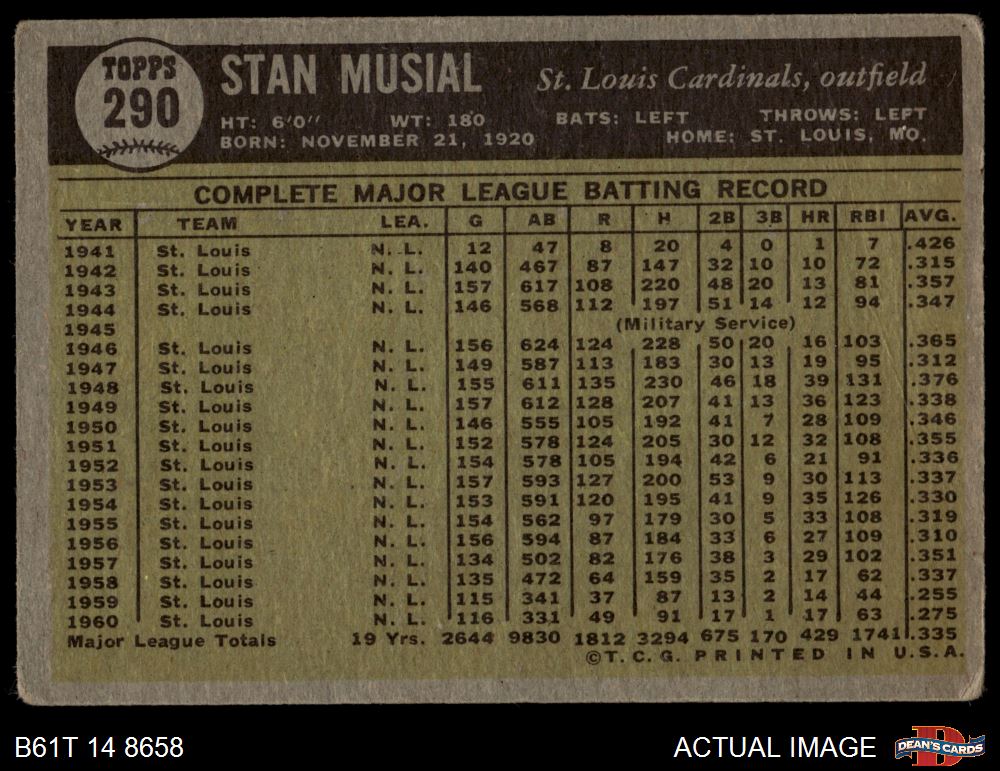 TOPPS
290
STAN MUSIAL St. Louis Cardinals, outfield
HT: 6'0" WT: 180 BATS: LEFT THROWS: LEFT
BORN: NOVEMBER 21, 1920 HOME: ST. LOUIS, MO.
COMPLETE MAJOR LEAGUE BATTING RECORD
YEAR TEAM LEA. G AB R H 2B 3B HR RBI AVG.
1941 St. Louis N. L. 12 47 8 20 4 0 1 7 .426
1942 St. Louis N. L. 140 467 87 147 32 10 10 72 .315
1943 St. Louis N. L. 157 617 108 220 48 20 13 81 .357
1944 St. Louis N. L. 146 568 112 197 51 14 12 94 .347
1945 (Military Service)
1946 St. Louis N. L. 156 624 124 228 50 20 16 103 .365
1947 St. Louis N. L. 149 587 113 183 30 13 19 95 .312
1948 St. Louis N. L. 155 611 135 230 46 18 39 131 .376
1949 St. Louis N. L. 157 612 128 207 41 13 36 123 .338
1950 St. Louis N. L. 146 555 105 192 41 7 28 109 .346
1951 St. Louis N. L. 152 578 124 205 30 12 32 108 .355
1952 St. Louis N. L. 154 578 105 194 42 6 21 91 .336
1953 St. Louis N. L. 157 593 127 200 53 9 30 113 .337
1954 St. Louis N. L. 153 591 120 195 41 9 35 126 .330
1955 St. Louis N. L. 154 562 97 179 30 5 33 108 .319
1956 St. Louis N. L. 156 594 87 184 33 6 27 109 .310
1957 St. Louis N. L. 134 502 82 176 38 3 29 102 .351
1958 St. Louis N. L. 135 472 64 159 35 2 17 62 .337
1959 St. Louis N. L. 115 341 37 87 13 2 14 44 .255
1960 St. Louis N. L. 116 331 49 91 17 1 17 63 .275
Major League Totals 19 Yrs. 2644 9830 1812 3294 675 170 429 1741 .335
©T. C. G. PRINTED IN U.S.A.
B61T 14 8658 ACTUAL IMAGE DEAN'S CARDS